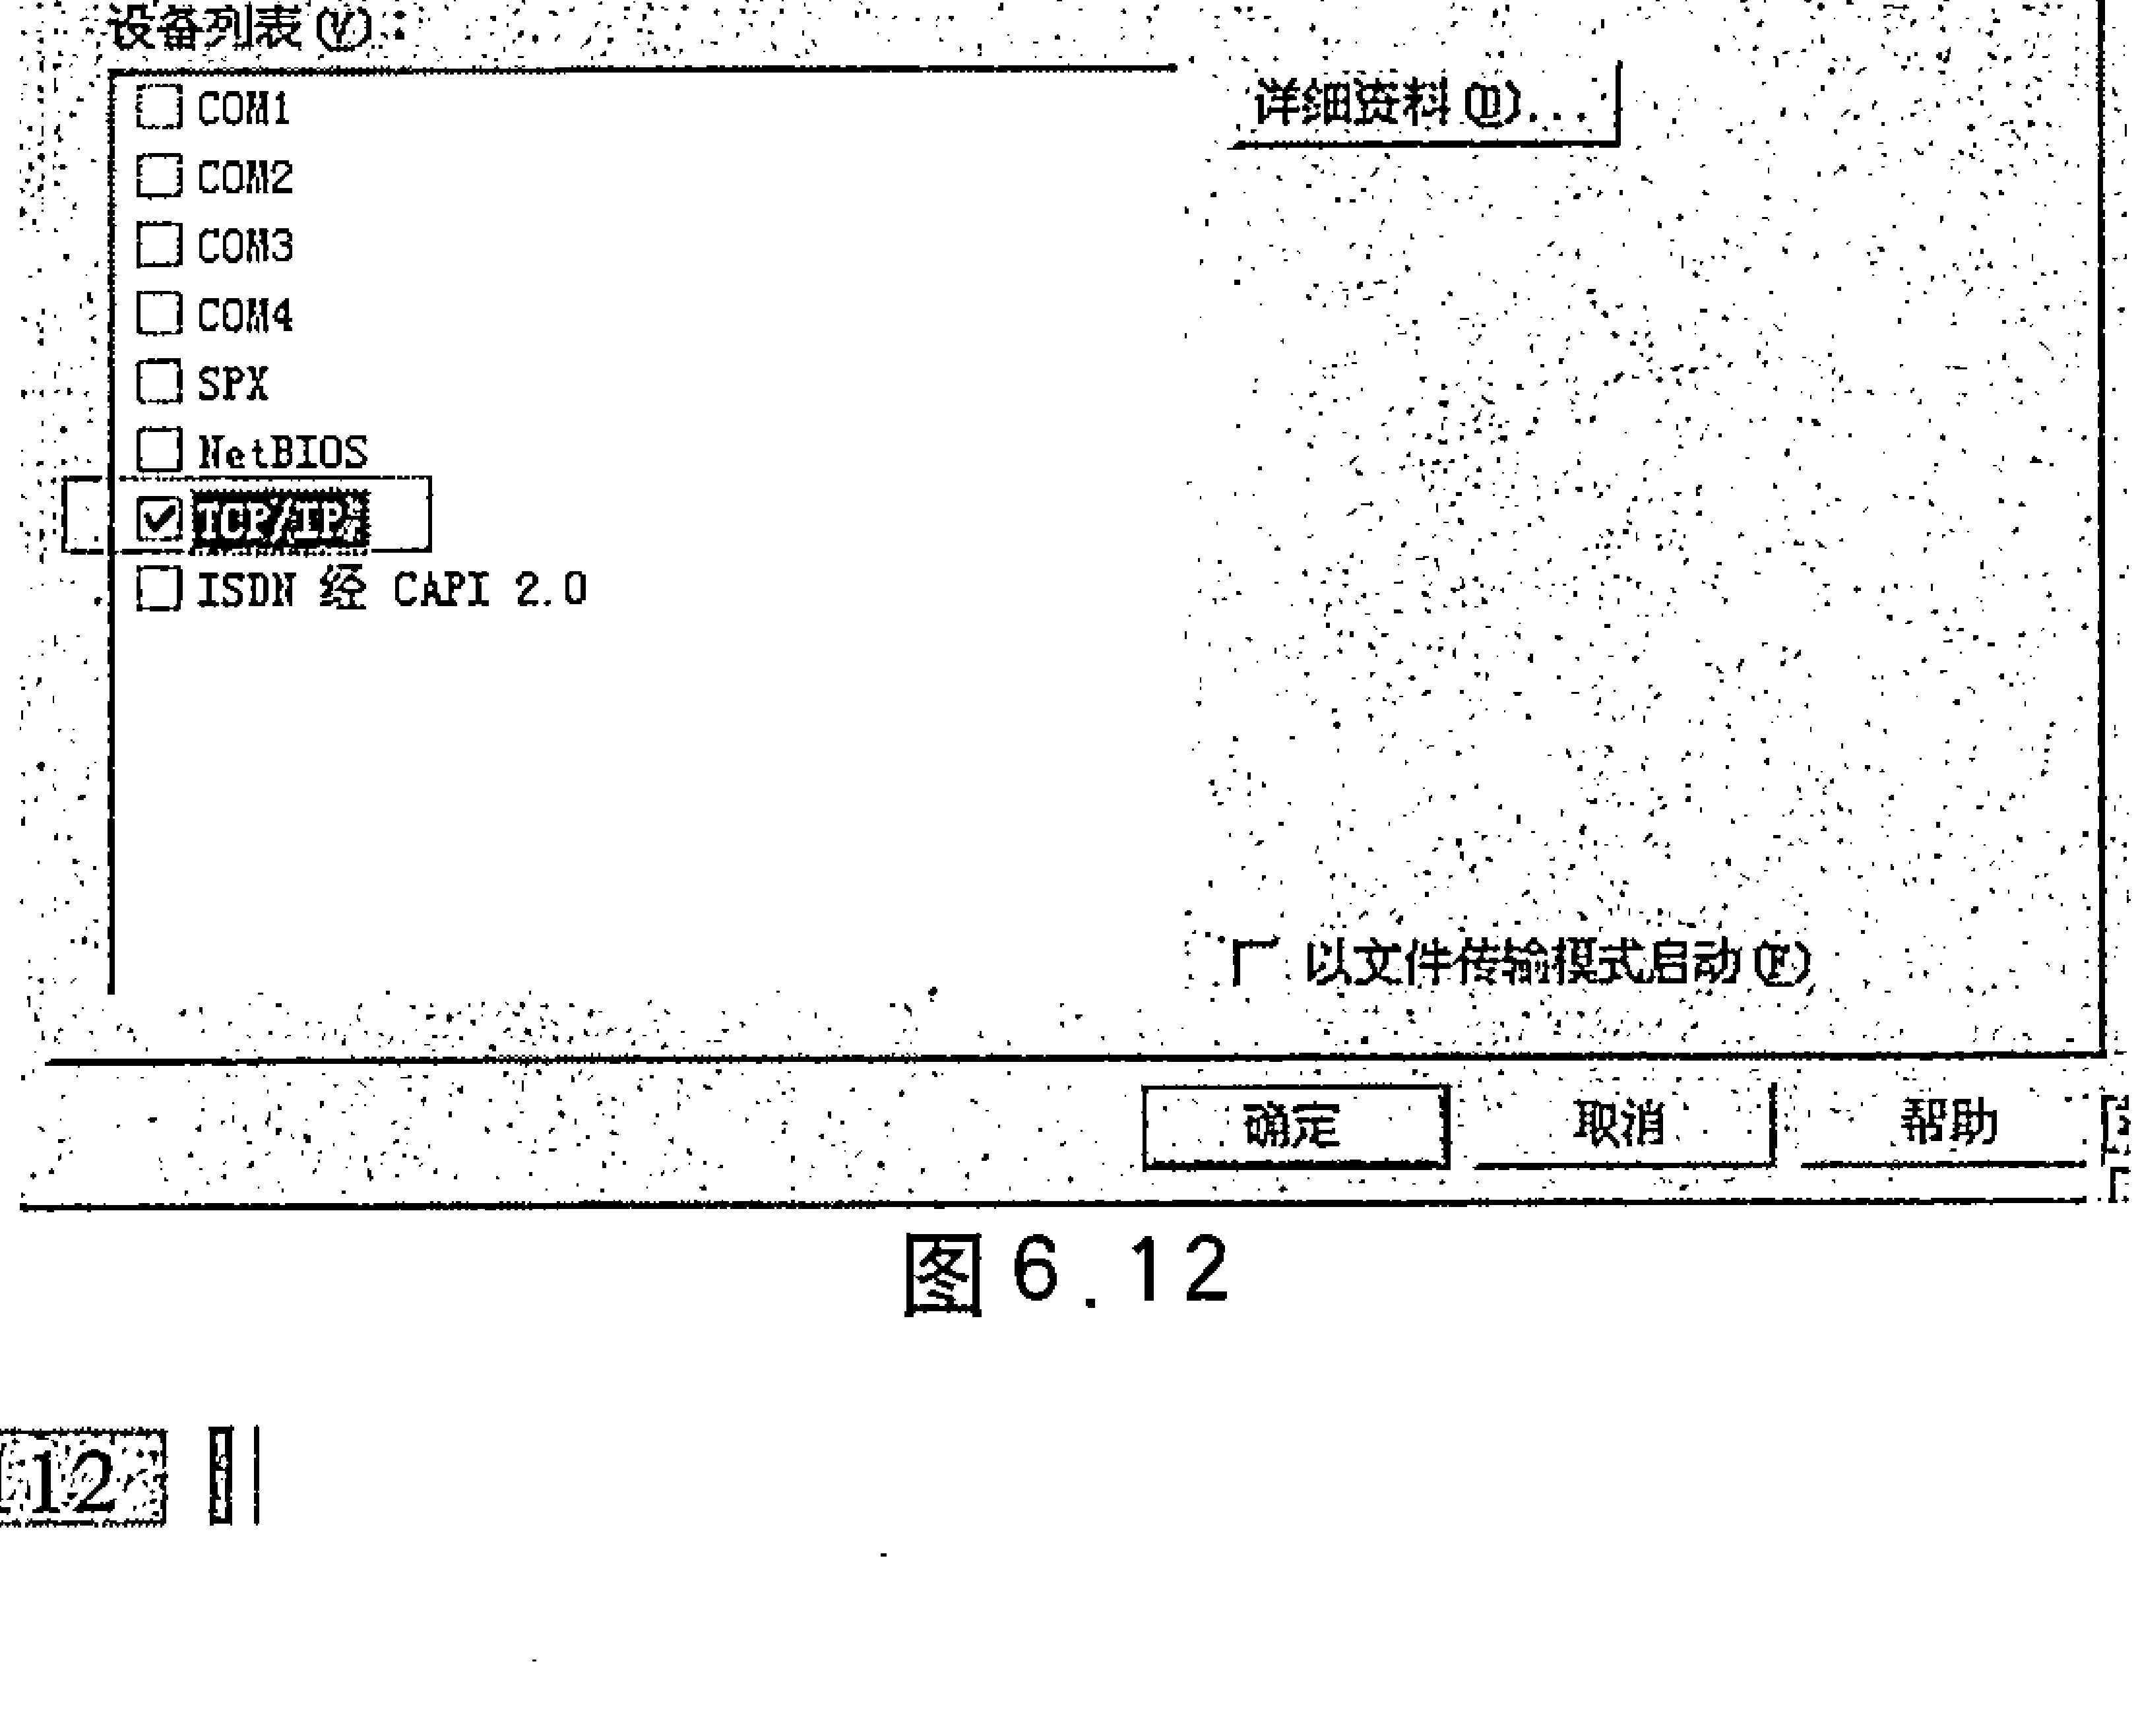 设备列表(V):
详细资料(D)...
COM1
COM2
COM3
COM4
SPX
NetBIOS
TCP/IP
ISDN 经 CAPI 2.0
以文件传输模式启动(F)
确定 取消 帮助
图 6.12
12